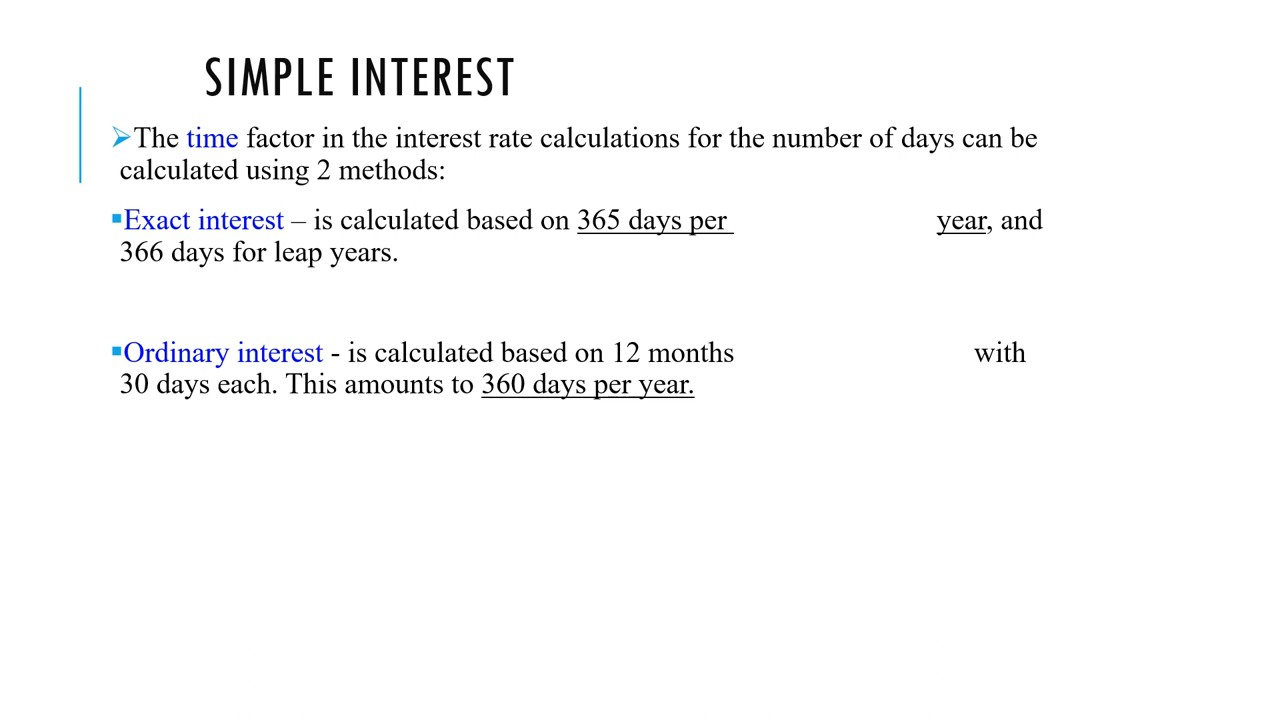 SIMPLE INTEREST
➢The time factor in the interest rate calculations for the number of days can be
calculated using 2 methods:
▪Exact interest – is calculated based on 365 days per year, and
366 days for leap years.
▪Ordinary interest - is calculated based on 12 months with
30 days each. This amounts to 360 days per year.